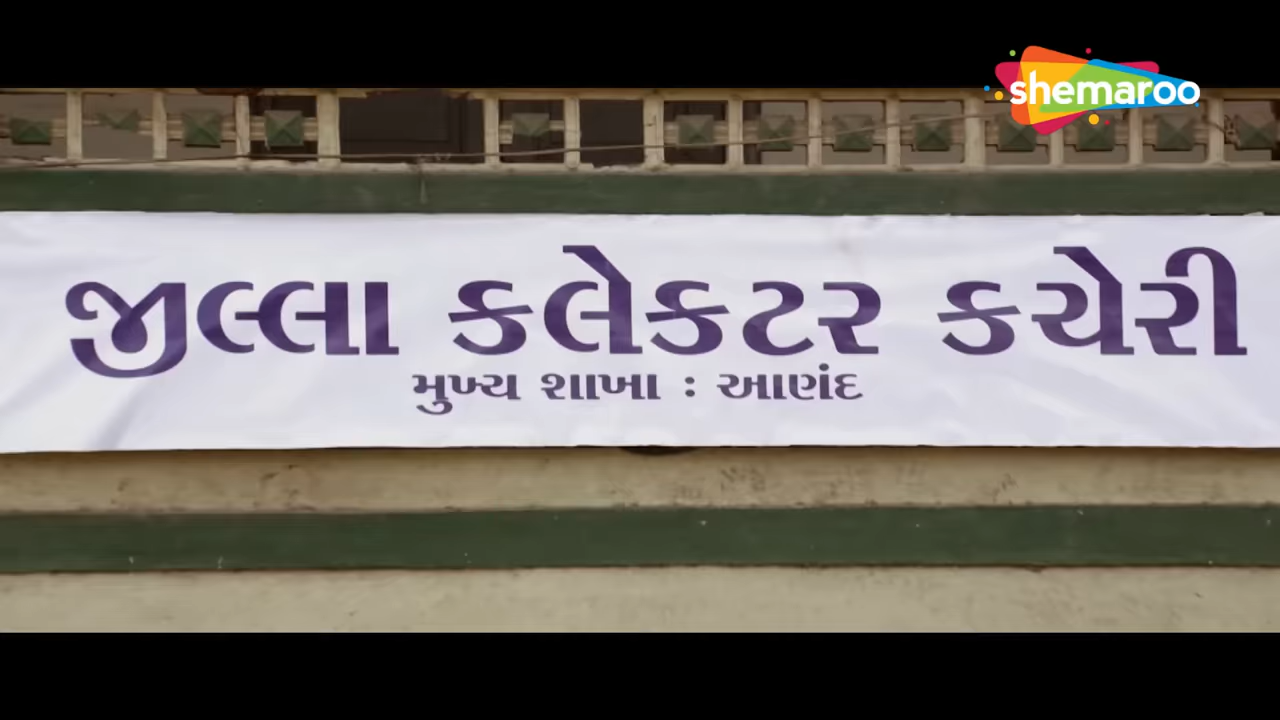 shemaroo
જીલ્લા કલેકટર કચેરી
મુખ્ય શાખા : આણંદ